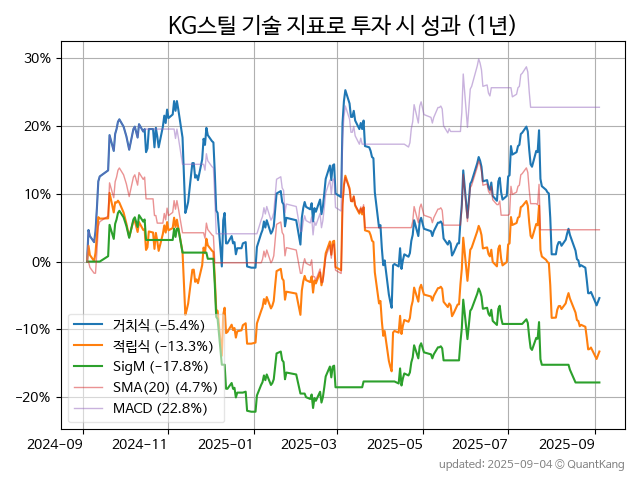 KG스틸 기술 지표로 투자 시 성과 (1년)
30%
20%
10%
0%
−10%
−20%
거치식 (−5.4%)
적립식 (−13.3%)
SigM (−17.8%)
SMA(20) (4.7%)
MACD (22.8%)
2024-09 2024-11 2025-01 2025-03 2025-05 2025-07 2025-09
updated: 2025-09-04 © QuantKang